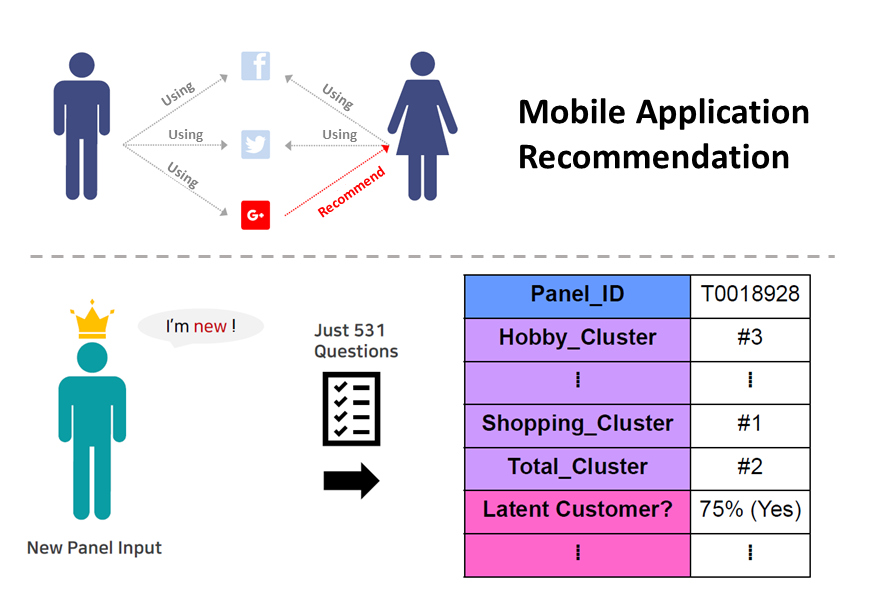 Using
Using
Using
Using
Using
Recommend
f
G+
Mobile Application
Recommendation
I'm new !
Just 531
Questions
New Panel Input
Panel_ID T0018928
Hobby_Cluster #3
⁞ ⁞
Shopping_Cluster #1
Total_Cluster #2
Latent Customer? 75% (Yes)
⁞ ⁞